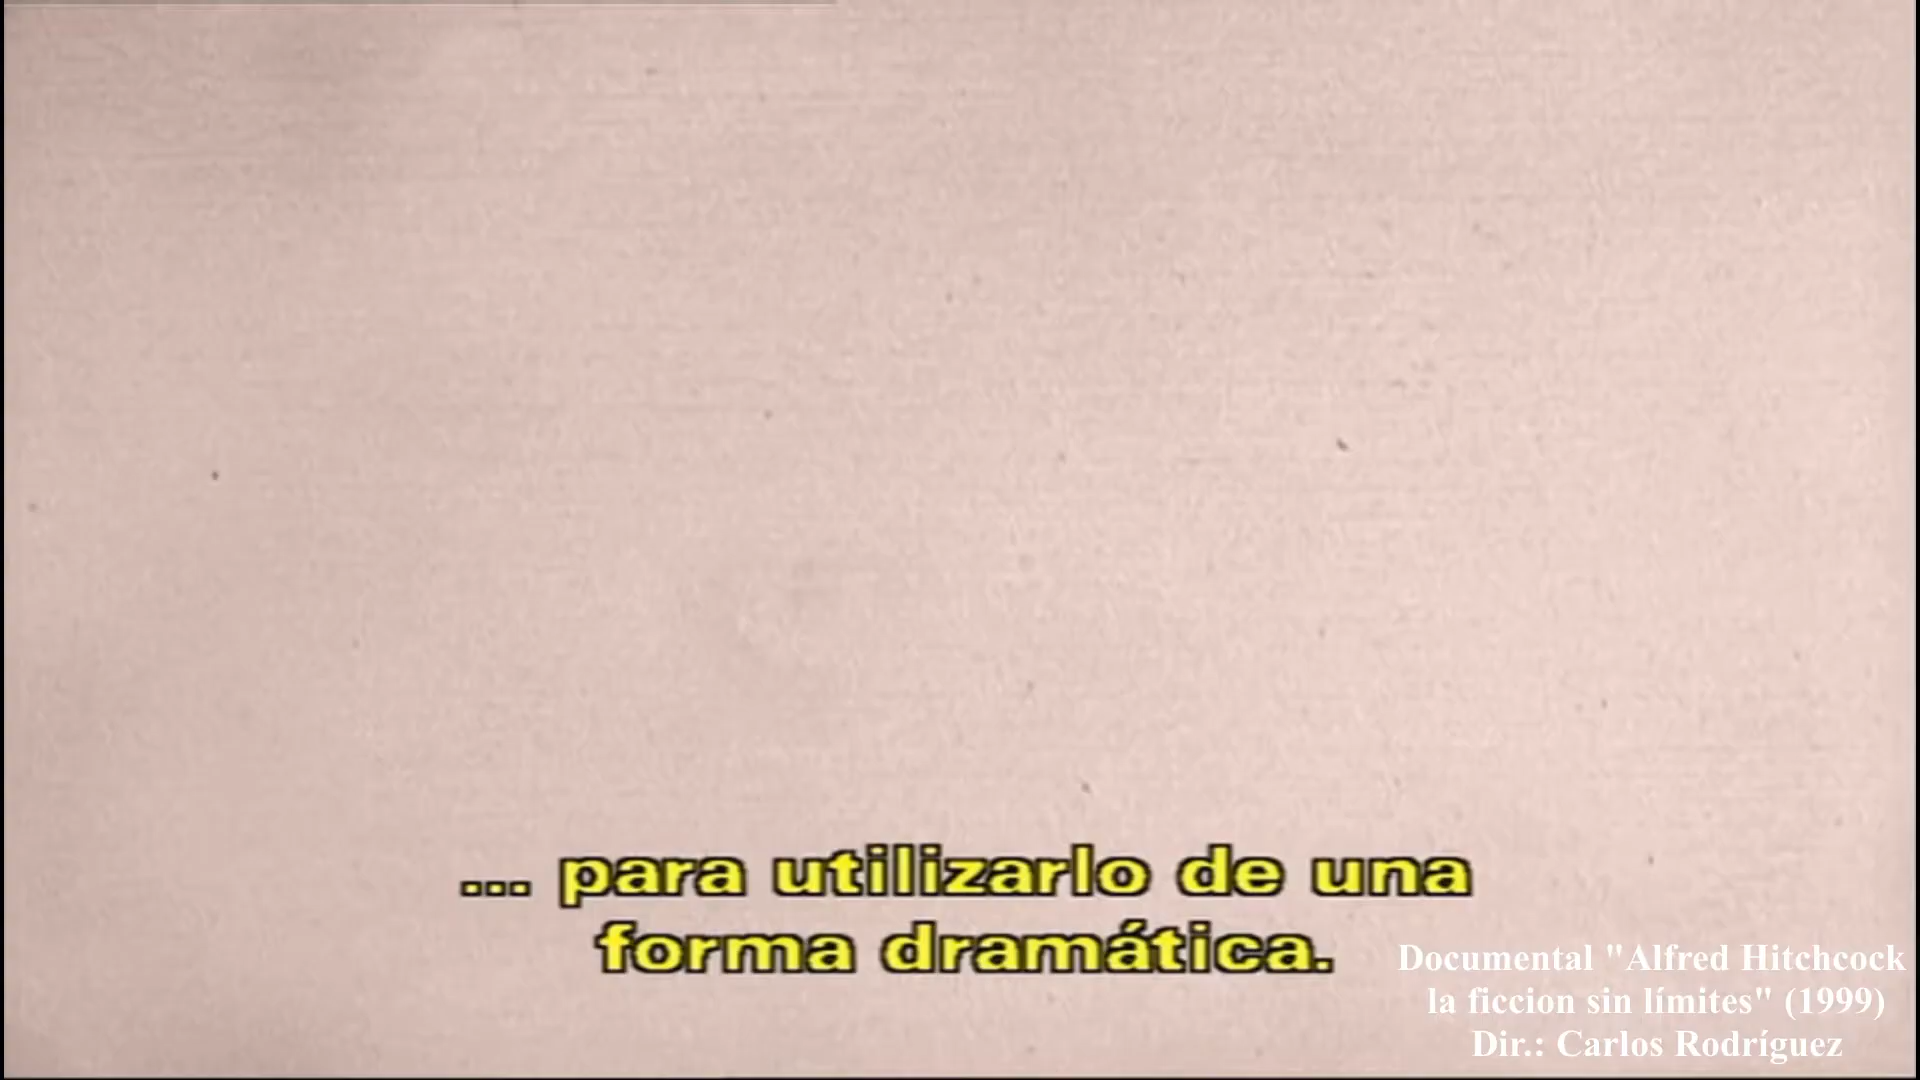 ... para utilizarlo de una
forma dramática.
Documental "Alfred Hitchcock
la ficcion sin límites" (1999)
Dir.: Carlos Rodríguez